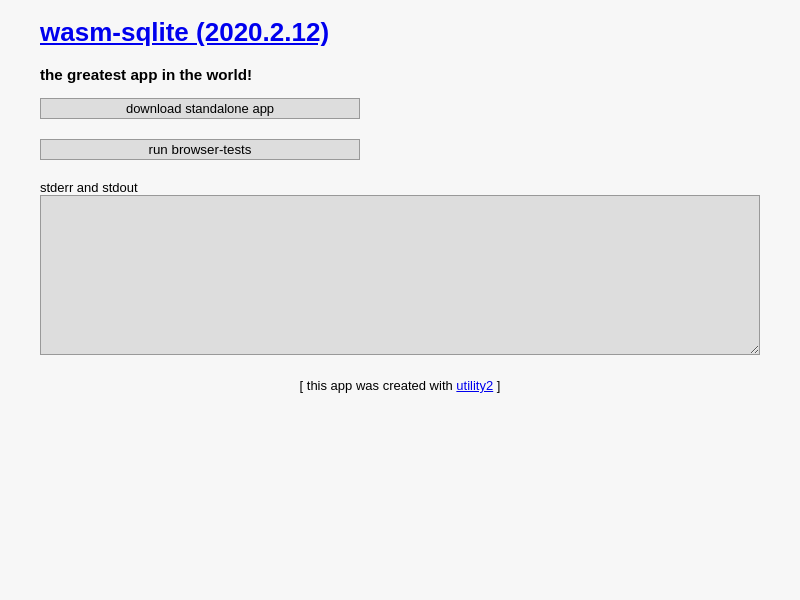 wasm-sqlite (2020.2.12)
the greatest app in the world!
download standalone app
run browser-tests
stderr and stdout
[ this app was created with utility2 ]